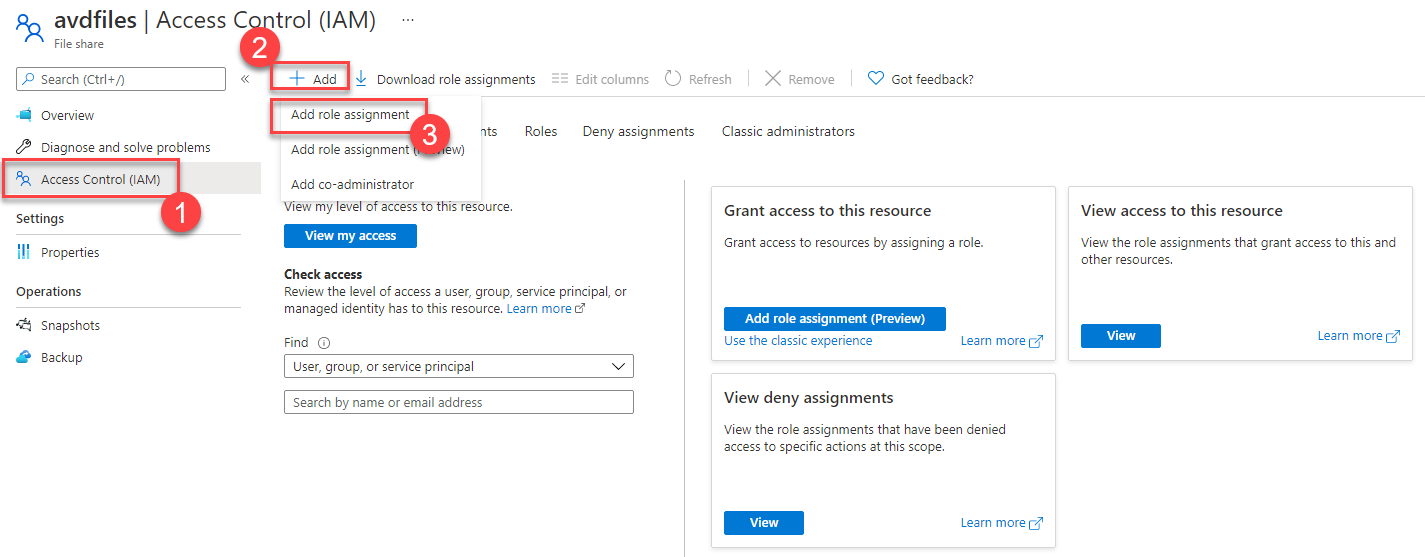 avdfiles | Access Control (IAM) ...
File share
2
Search (Ctrl+/)
«
Add
Download role assignments
Edit columns
Refresh
Remove
Got feedback?
Overview
Diagnose and solve problems
Access Control (IAM)
1
Settings
Properties
Operations
Snapshots
Backup
Add role assignment
3
Add role assignment (
view)
Add co-administrator
nts
Roles
Deny assignments
Classic administrators
View my level of access to this resource.
View my access
Check access
Review the level of access a user, group, service principal, or
managed identity has to this resource. Learn more
Find
User, group, or service principal
Search by name or email address
Grant access to this resource
Grant access to resources by assigning a role.
Add role assignment (Preview)
Use the classic experience
Learn more
View access to this resource
View the role assignments that grant access to this and
other resources.
View
Learn more
View deny assignments
View the role assignments that have been denied
access to specific actions at this scope.
View
Learn more